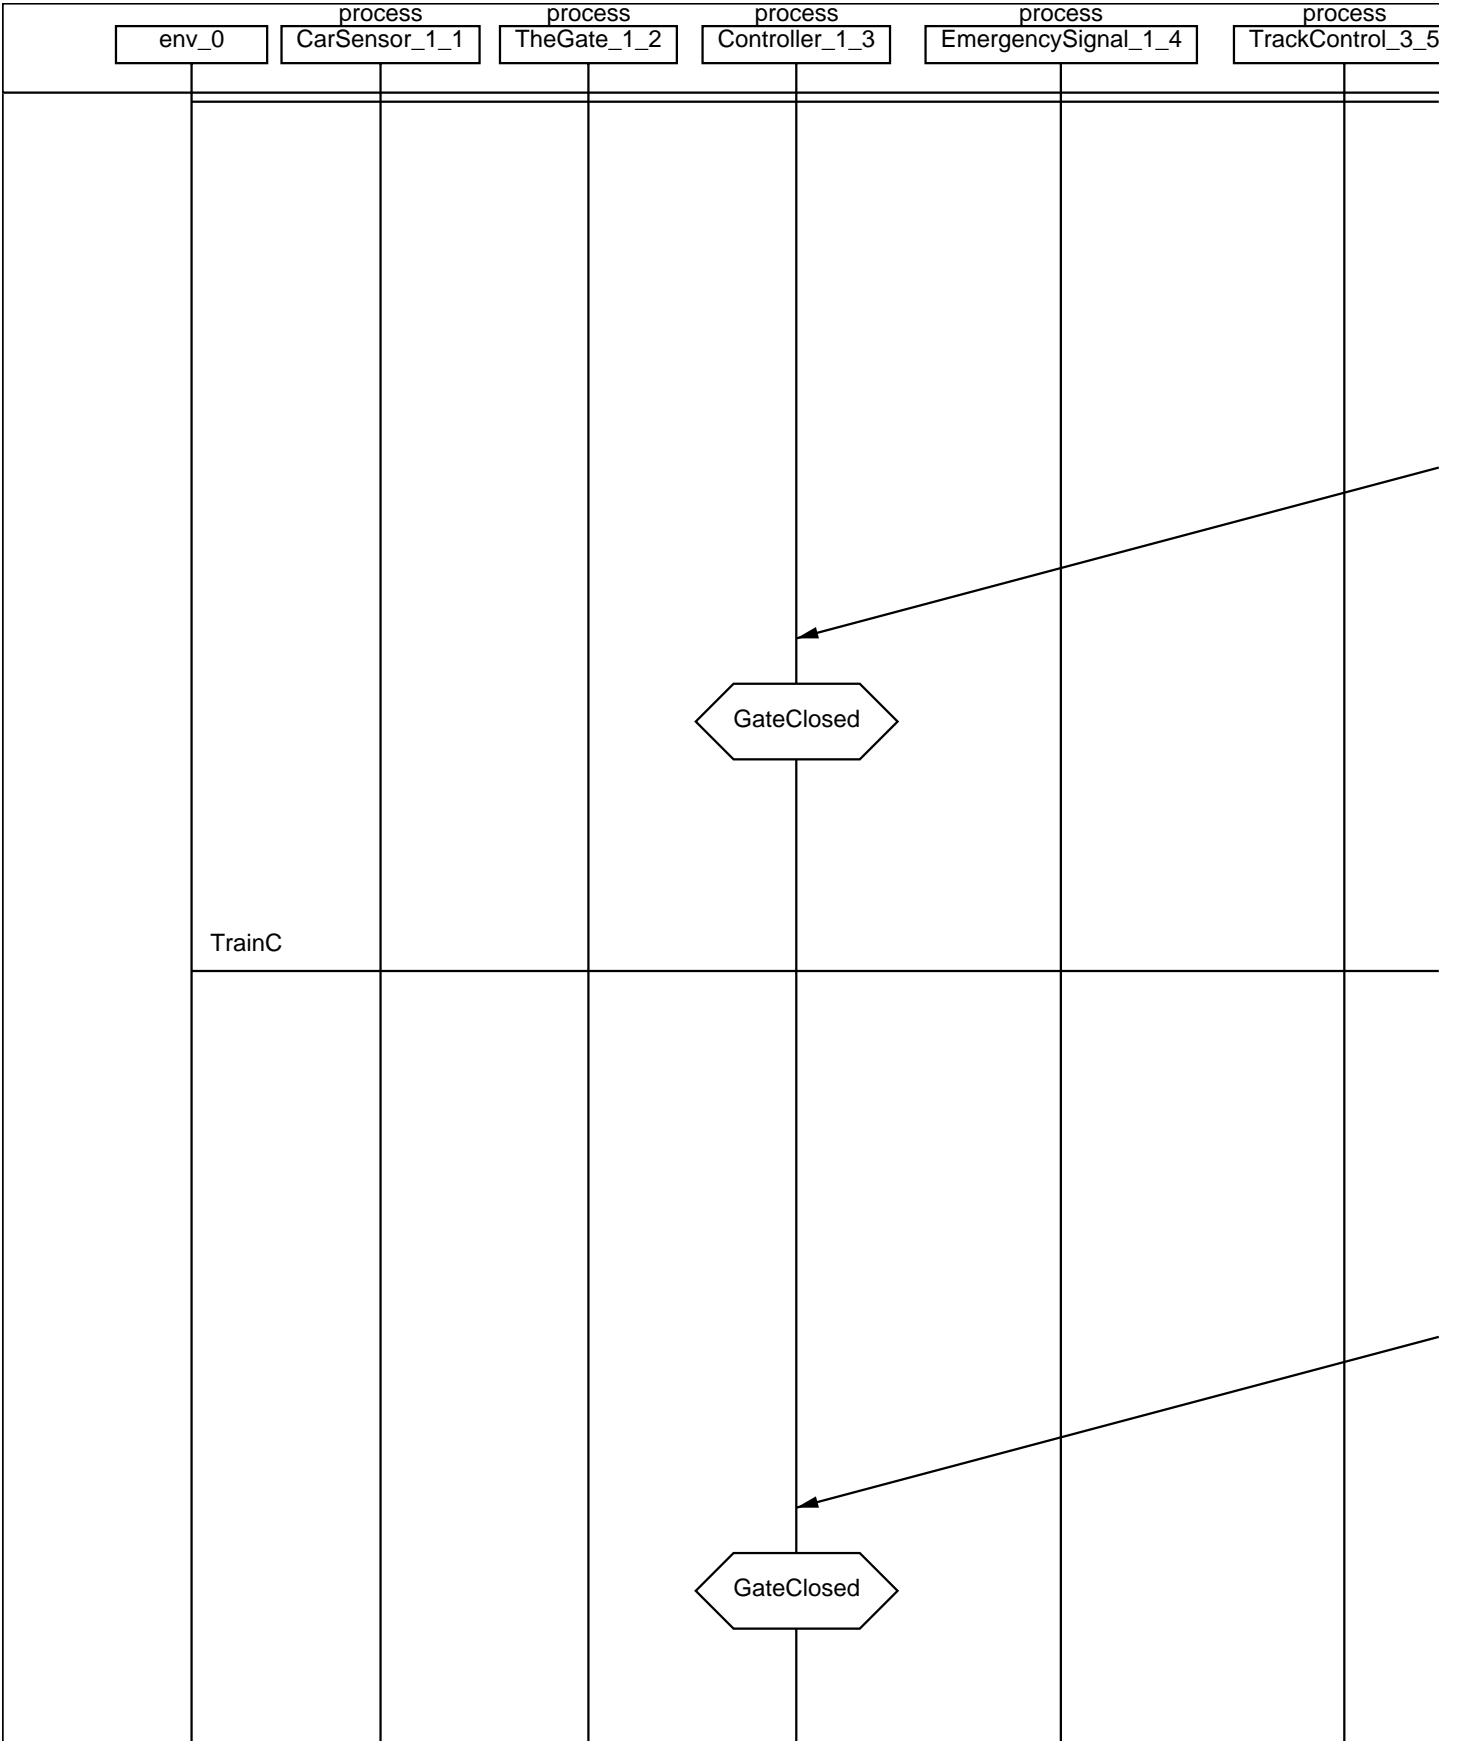 process process process process process
env_0 CarSensor_1_1 TheGate_1_2 Controller_1_3 EmergencySignal_1_4 TrackControl_3_5
GateClosed
TrainC
GateClosed